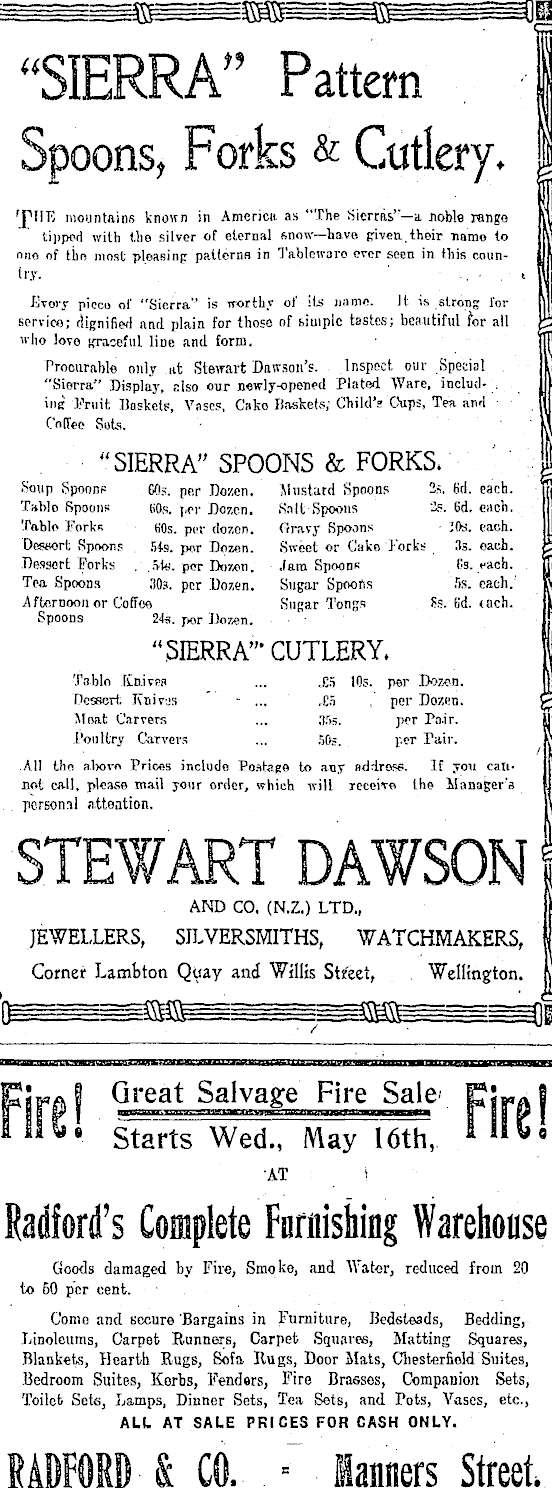 "SIERRA" Pattern
Spoons, Forks & Cutlery.
THE mountains known in America as "The Sierras"—a noble range
tipped with the silver of eternal snow—have given their name to
one of the most pleasing patterns in Tableware ever seen in this coun-
try.
Every piece of "Sierra" is worthy of its name. It is strong for
service; dignified and plain for those of simple tastes; beautiful for all
who love graceful line and form.
Procurable only at Stewart Dawson's. Inspect our Special
"Sierra" Display, also our newly-opened Plated Ware, includ-
ing Fruit Baskets, Vases, Cake Baskets, Child's Cups, Tea and
Coffee Sets.
"SIERRA" SPOONS & FORKS.
Soup Spoons 60s. per Dozen. Mustard Spoons 2s. 6d. each.
Table Spoons 60s. per Dozen. Salt Spoons 2s. 6d. each.
Table Forks 60s. per dozen. Gravy Spoons 10s. each.
Dessert Spoons 54s. per Dozen. Sweet or Cake Forks 3s. each.
Dessert Forks 54s. per Dozen. Jam Spoons 6s. each.
Tea Spoons 30s. per Dozen. Sugar Spoons 5s. each.
Afternoon or Coffee Sugar Tongs 8s. 6d. each.
Spoons 24s. per Dozen.
"SIERRA" CUTLERY.
Table Knives ... £5 10s. per Dozen.
Dessert Knives ... £5 per Dozen.
Meat Carvers ... 35s. per Pair.
Poultry Carvers ... 50s. per Pair.
All the above Prices include Postage to any address. If you can-
not call, please mail your order, which will receive the Manager's
personal attention.
STEWART DAWSON
AND CO. (N.Z.) LTD.,
JEWELLERS, SILVERSMITHS, WATCHMAKERS,
Corner Lambton Quay and Willis Street, Wellington.
Fire! Great Salvage Fire Sale Fire!
Starts Wed., May 16th,
AT
Radford's Complete Furnishing Warehouse
Goods damaged by Fire, Smoke, and Water, reduced from 20
to 50 per cent.
Come and secure Bargains in Furniture, Bedsteads, Bedding,
Linoleums, Carpet Runners, Carpet Squares, Matting Squares,
Blankets, Hearth Rugs, Sofa Rugs, Door Mats, Chesterfield Suites,
Bedroom Suites, Kerbs, Fenders, Fire Brasses, Companion Sets,
Toilet Sets, Lamps, Dinner Sets, Tea Sets, and Pots, Vases, etc.,
ALL AT SALE PRICES FOR CASH ONLY.
RADFORD & CO. = Manners Street.